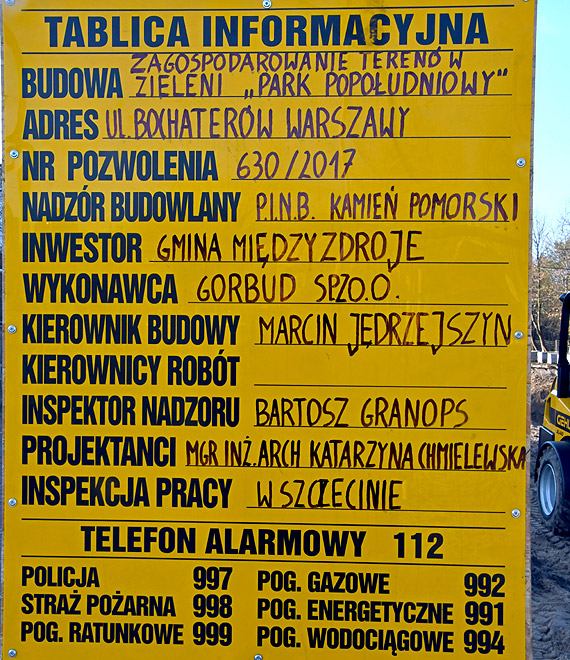 TABLICA INFORMACYJNA
BUDOWA ZAGOSPODAROWANIE TERENÓW
ZIELENI „PARK POPOŁUDNIOWY"
ADRES UL. BOCHATERÓW WARSZAWY
NR POZWOLENIA 630/2017
NADZÓR BUDOWLANY P.I.N.B. KAMIEŃ POMORSKI
INWESTOR GMINA MIĘDZYZDROJE
WYKONAWCA GORBUD SP.ZO.O.
KIEROWNIK BUDOWY MARCIN JĘDRZEJSZYN
KIEROWNICY ROBÓT
INSPEKTOR NADZORU BARTOSZ GRANOPS
PROJEKTANCI MGR INŻ. ARCH KATARZYNA CHMIELEWSKA
INSPEKCJA PRACY W SZCZECINIE
TELEFON ALARMOWY 112
POLICJA 997 POG. GAZOWE 992
STRAŻ POŻARNA 998 POG. ENERGETYCZNE 991
POG. RATUNKOWE 999 POG. WODOCIĄGOWE 994